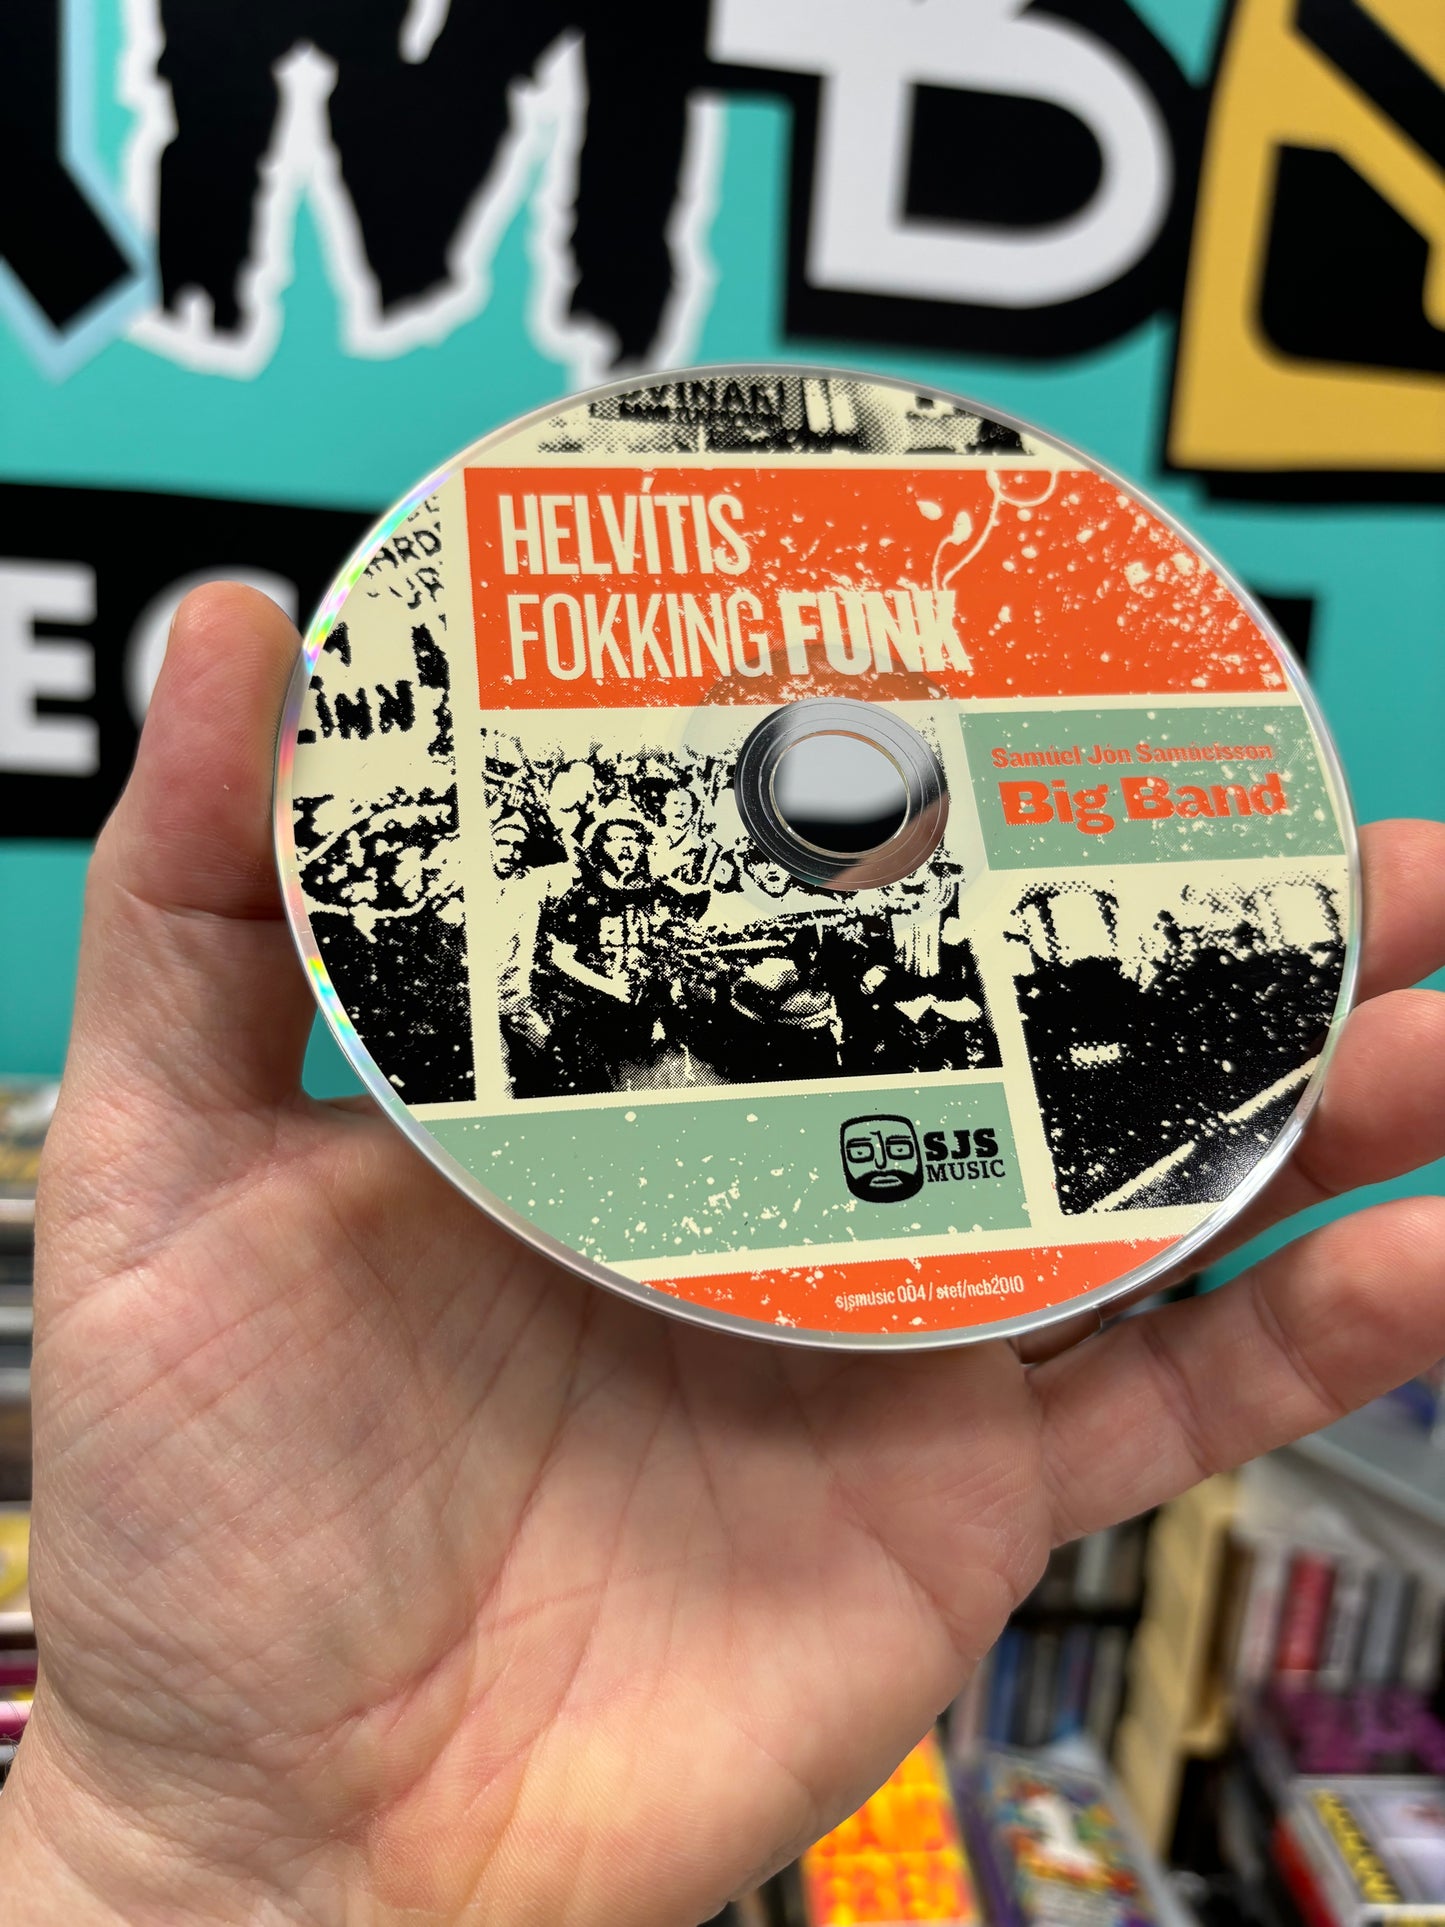 HELVÍTIS
FOKKING FUNK
Samúel Jón Samúelsson
Big Band
SJS
MUSIC
sjsmusic 004 / stef/ncb2010